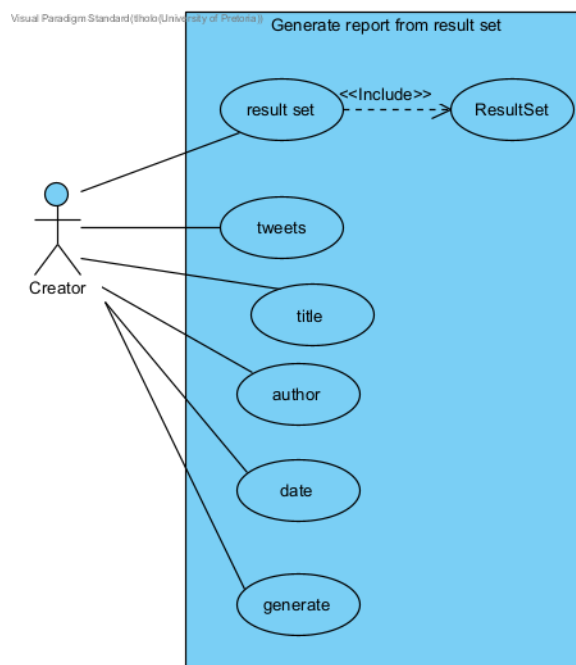 Visual Paradigm Standard(tlholo(University of Pretoria))
Generate report from result set
result set
<<Include>>
ResultSet
tweets
Creator
title
author
date
generate